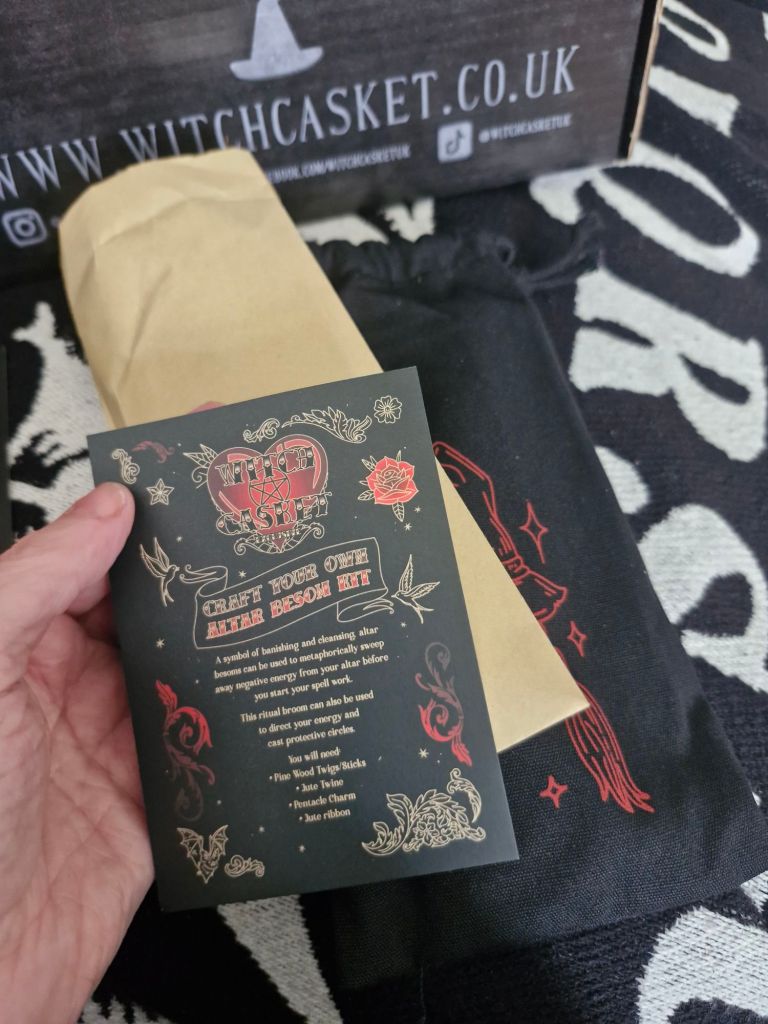 WWW.WITCHCASKET.CO.UK
.COM/WITCHCASKETUK
@WITCHCASKETUK
WITCH
CASKET
CRAFT YOUR OWN
ALTAR BESOM KIT
A symbol of banishing and cleansing, altar
besoms can be used to metaphorically sweep
away negative energy from your altar before
you start your spell work.
This ritual broom can also be used
to direct your energy and
cast protective circles.
You will need:
• Pine Wood Twigs/Sticks
• Jute Twine
• Pentacle Charm
• Jute ribbon